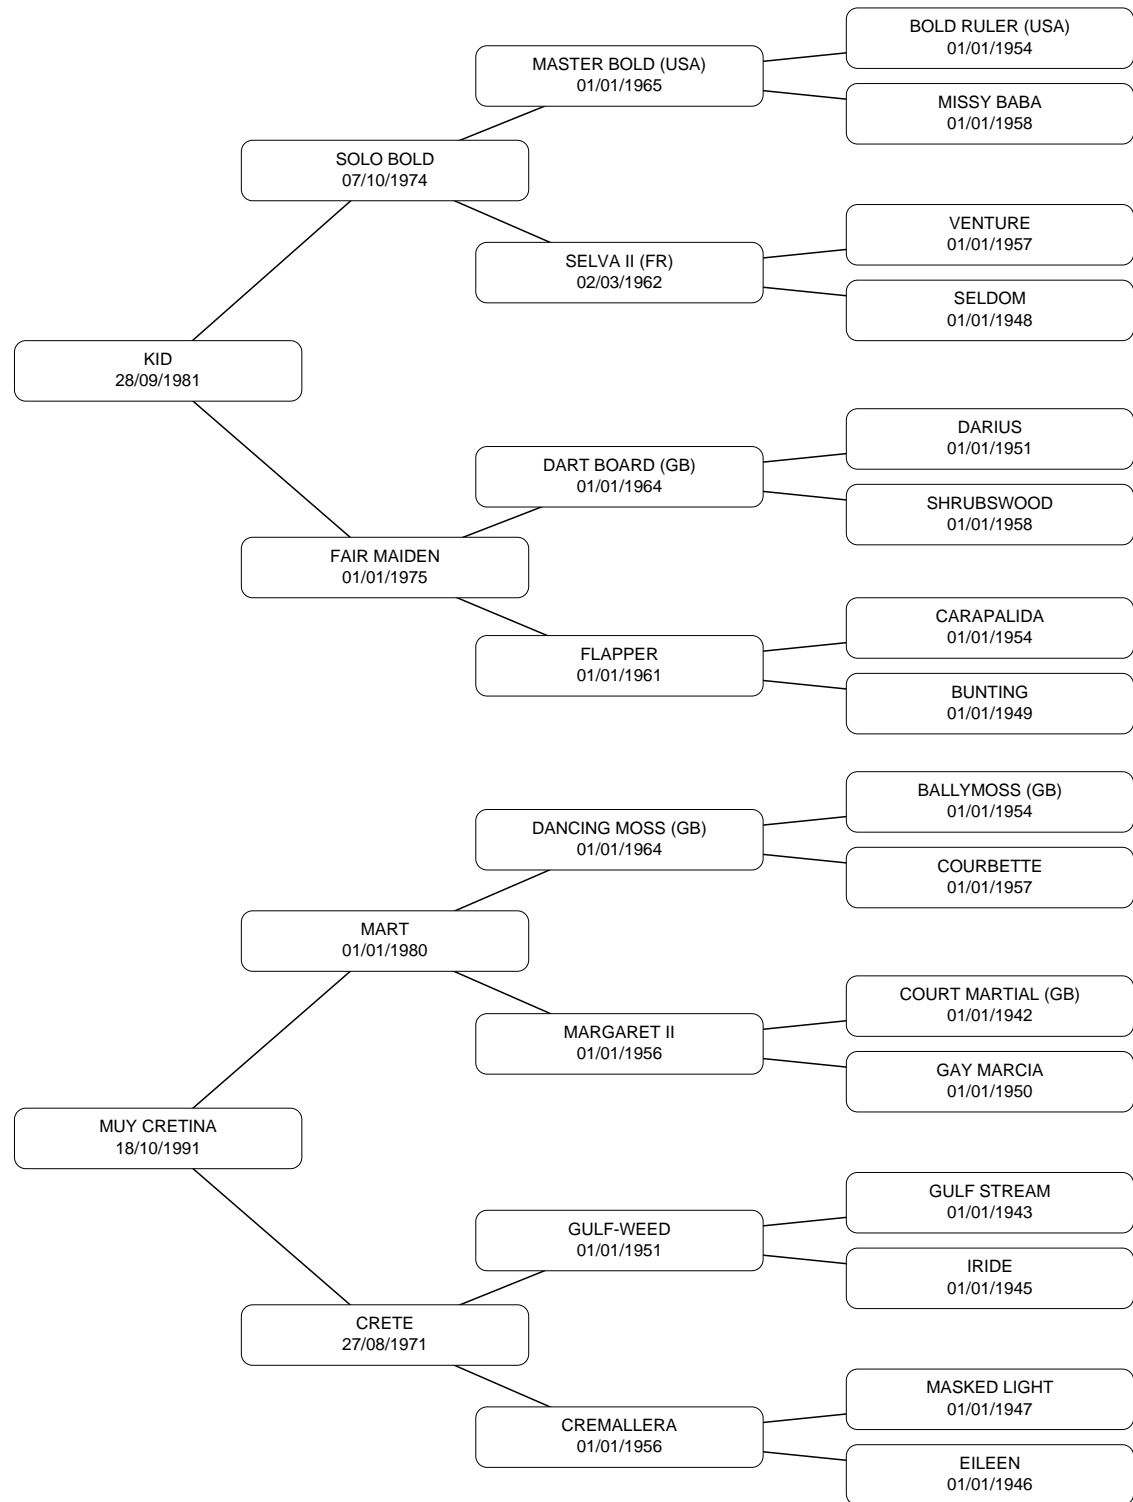 BOLD RULER (USA)
01/01/1954
MASTER BOLD (USA)
01/01/1965
MISSY BABA
01/01/1958
SOLO BOLD
07/10/1974
VENTURE
01/01/1957
SELVA II (FR)
02/03/1962
SELDOM
01/01/1948
KID
28/09/1981
DARIUS
01/01/1951
DART BOARD (GB)
01/01/1964
SHRUBSWOOD
01/01/1958
FAIR MAIDEN
01/01/1975
CARAPALIDA
01/01/1954
FLAPPER
01/01/1961
BUNTING
01/01/1949
BALLYMOSS (GB)
01/01/1954
DANCING MOSS (GB)
01/01/1964
COURBETTE
01/01/1957
MART
01/01/1980
COURT MARTIAL (GB)
01/01/1942
MARGARET II
01/01/1956
GAY MARCIA
01/01/1950
MUY CRETINA
18/10/1991
GULF STREAM
01/01/1943
GULF-WEED
01/01/1951
IRIDE
01/01/1945
CRETE
27/08/1971
MASKED LIGHT
01/01/1947
CREMALLERA
01/01/1956
EILEEN
01/01/1946